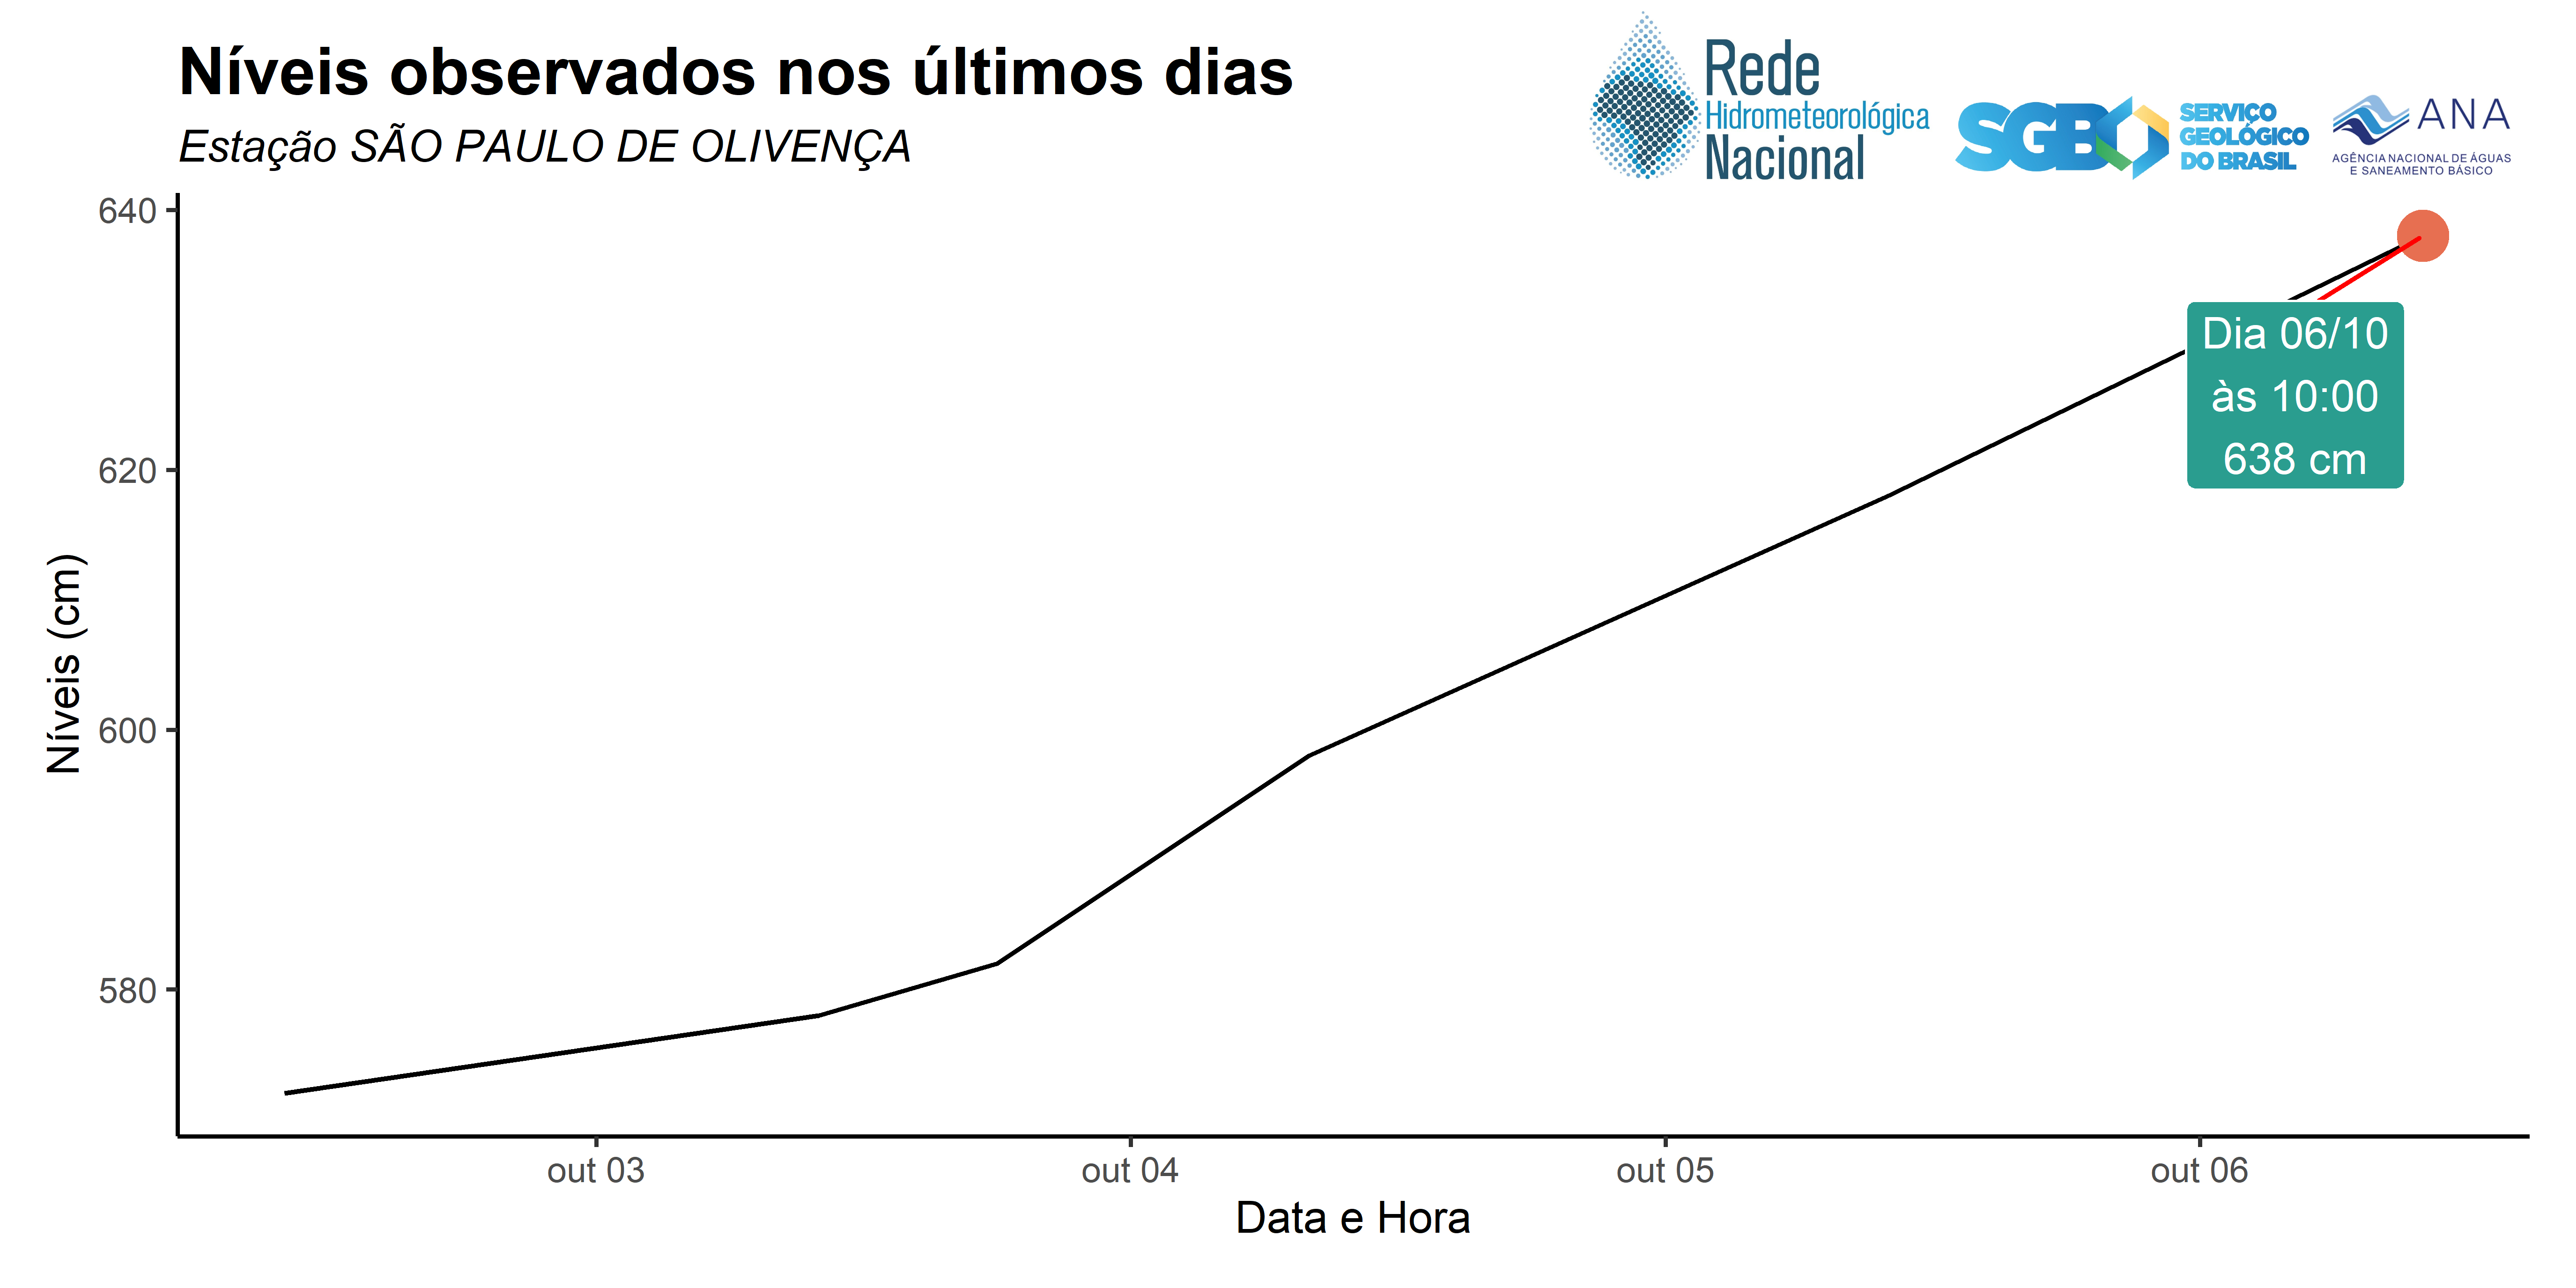 Níveis observados nos últimos dias
Estação SÃO PAULO DE OLIVENÇA
Rede
Hidrometeorológica
Nacional
SGB
SERVIÇO
GEOLÓGICO
DO BRASIL
ANA
AGÊNCIA NACIONAL DE ÁGUAS
E SANEAMENTO BÁSICO
Níveis (cm)
640
620
600
580
Dia 06/10
às 10:00
638 cm
out 03
out 04
out 05
out 06
Data e Hora